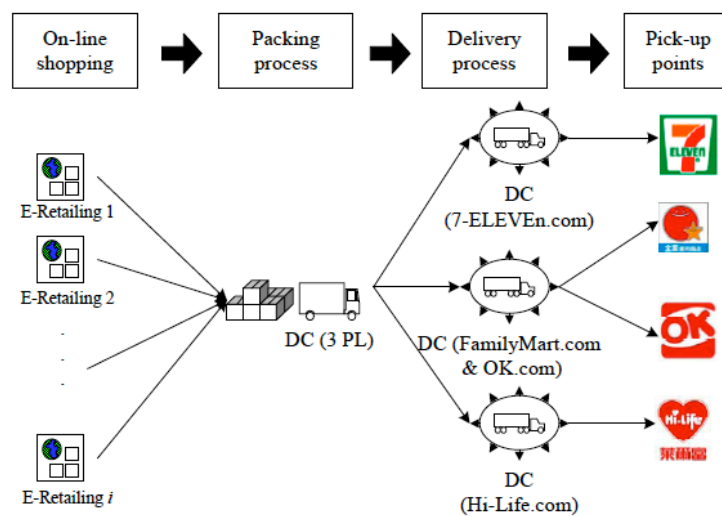 On-line
shopping
Packing
process
Delivery
process
Pick-up
points
E-Retailing 1
E-Retailing 2
E-Retailing i
DC (3 PL)
DC
(7-ELEVEn.com)
DC (FamilyMart.com
& OK.com)
DC
(Hi-Life.com)
7
ELEVEn
OK
Hi-Life
萊爾富